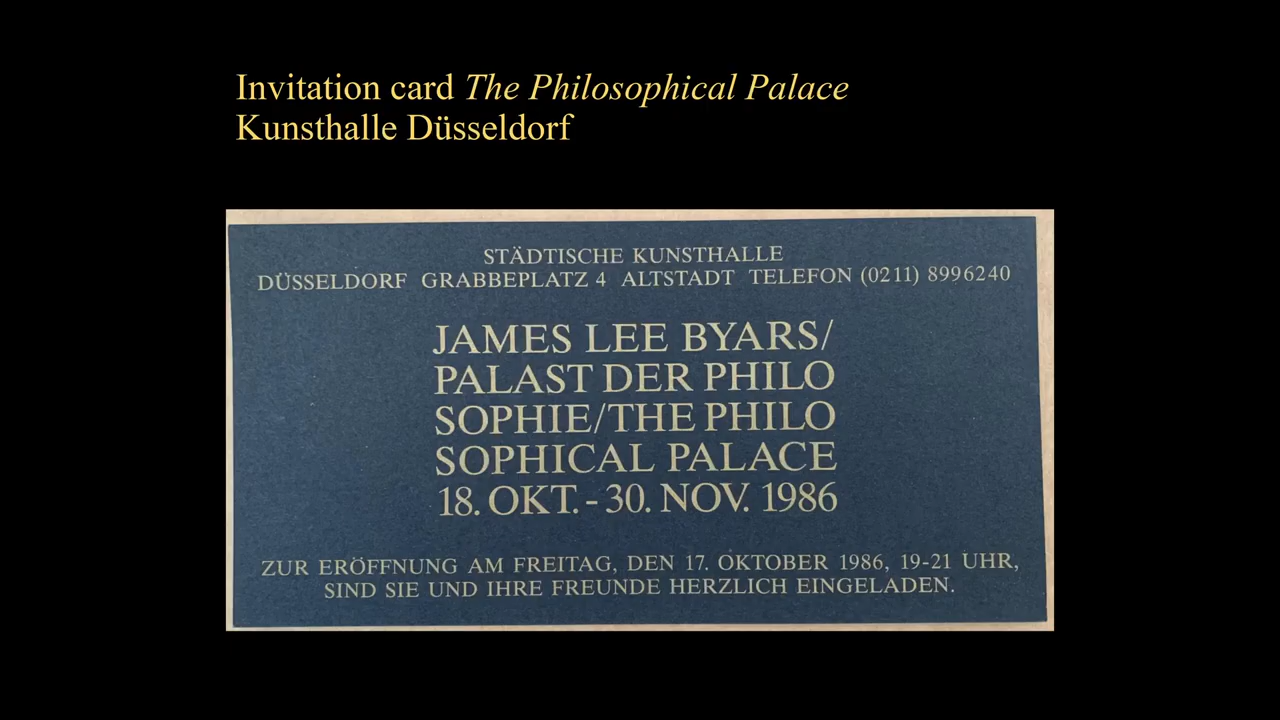 Invitation card The Philosophical Palace
Kunsthalle Düsseldorf
STÄDTISCHE KUNSTHALLE
DÜSSELDORF GRABBEPLATZ 4 ALTSTADT TELEFON (0211) 8996240
JAMES LEE BYARS/
PALAST DER PHILO
SOPHIE/THE PHILO
SOPHICAL PALACE
18. OKT. - 30. NOV. 1986
ZUR ERÖFFNUNG AM FREITAG, DEN 17. OKTOBER 1986, 19-21 UHR,
SIND SIE UND IHRE FREUNDE HERZLICH EINGELADEN.